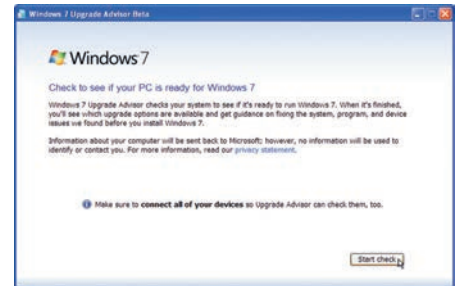 Windows 7 Upgrade Advisor Beta
Windows 7
Check to see if your PC is ready for Windows 7
Windows 7 Upgrade Advisor checks your system to see if it's ready to run Windows 7. When it's finished,
you'll see which upgrade options are available and get guidance on fixing the system, program, and device
issues we found before you install Windows 7.
Information about your computer will be sent back to Microsoft; however, no information will be used to
identify or contact you. For more information, read our privacy statement.
Make sure to connect all of your devices so Upgrade Advisor can check them, too.
Start check